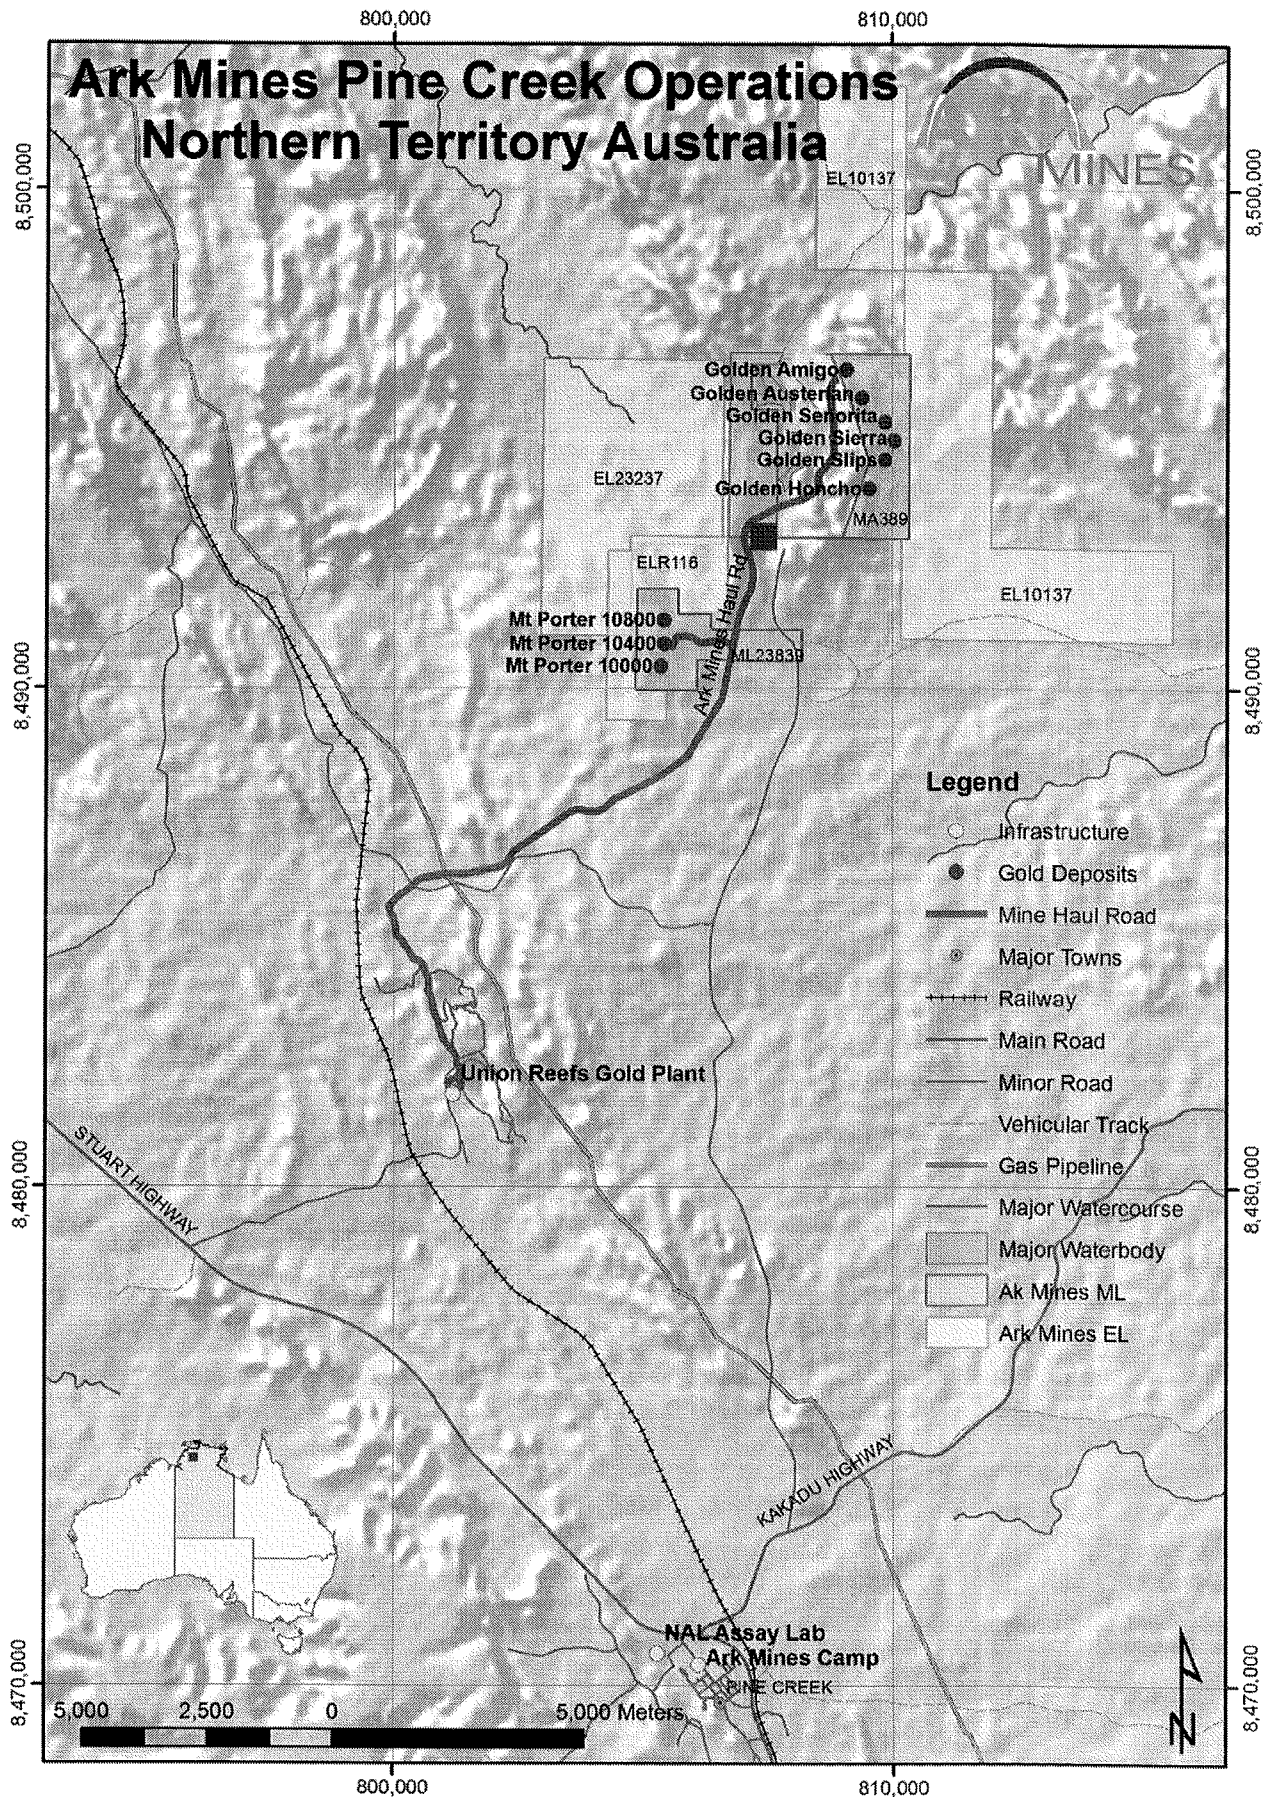 800,000
810,000
Ark Mines Pine Creek Operations
Northern Territory Australia
MINES
8,500,000
8,500,000
EL10137
Golden Amigo
Golden Austerian
Golden Senorita
Golden Sierra
Golden Slips
EL23237
Golden Honcho
MA389
ELR116
EL10137
Mt Porter 10800
Mt Porter 10400
ML23839
Mt Porter 10000
Ark Mines Haul Rd
8,490,000
8,490,000
Legend
Infrastructure
Gold Deposits
Mine Haul Road
Major Towns
Railway
Main Road
Minor Road
Vehicular Track
Gas Pipeline
Major Watercourse
Major Waterbody
Ak Mines ML
Ark Mines EL
Union Reefs Gold Plant
STUART HIGHWAY
8,480,000
8,480,000
KAKADU HIGHWAY
NAL Assay Lab
Ark Mines Camp
PINE CREEK
8,470,000
8,470,000
5,000 2,500 0 5,000 Meters
N
800,000
810,000